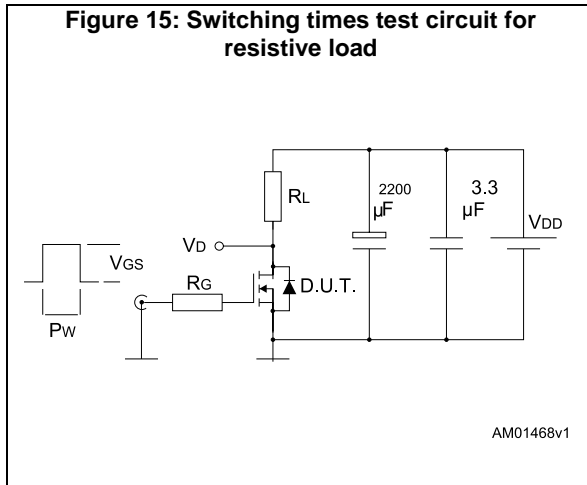 Figure 15: Switching times test circuit for
resistive load
RL
2200
μF
3.3
μF
VDD
VD
VGS
RG
D.U.T.
PW
AM01468v1